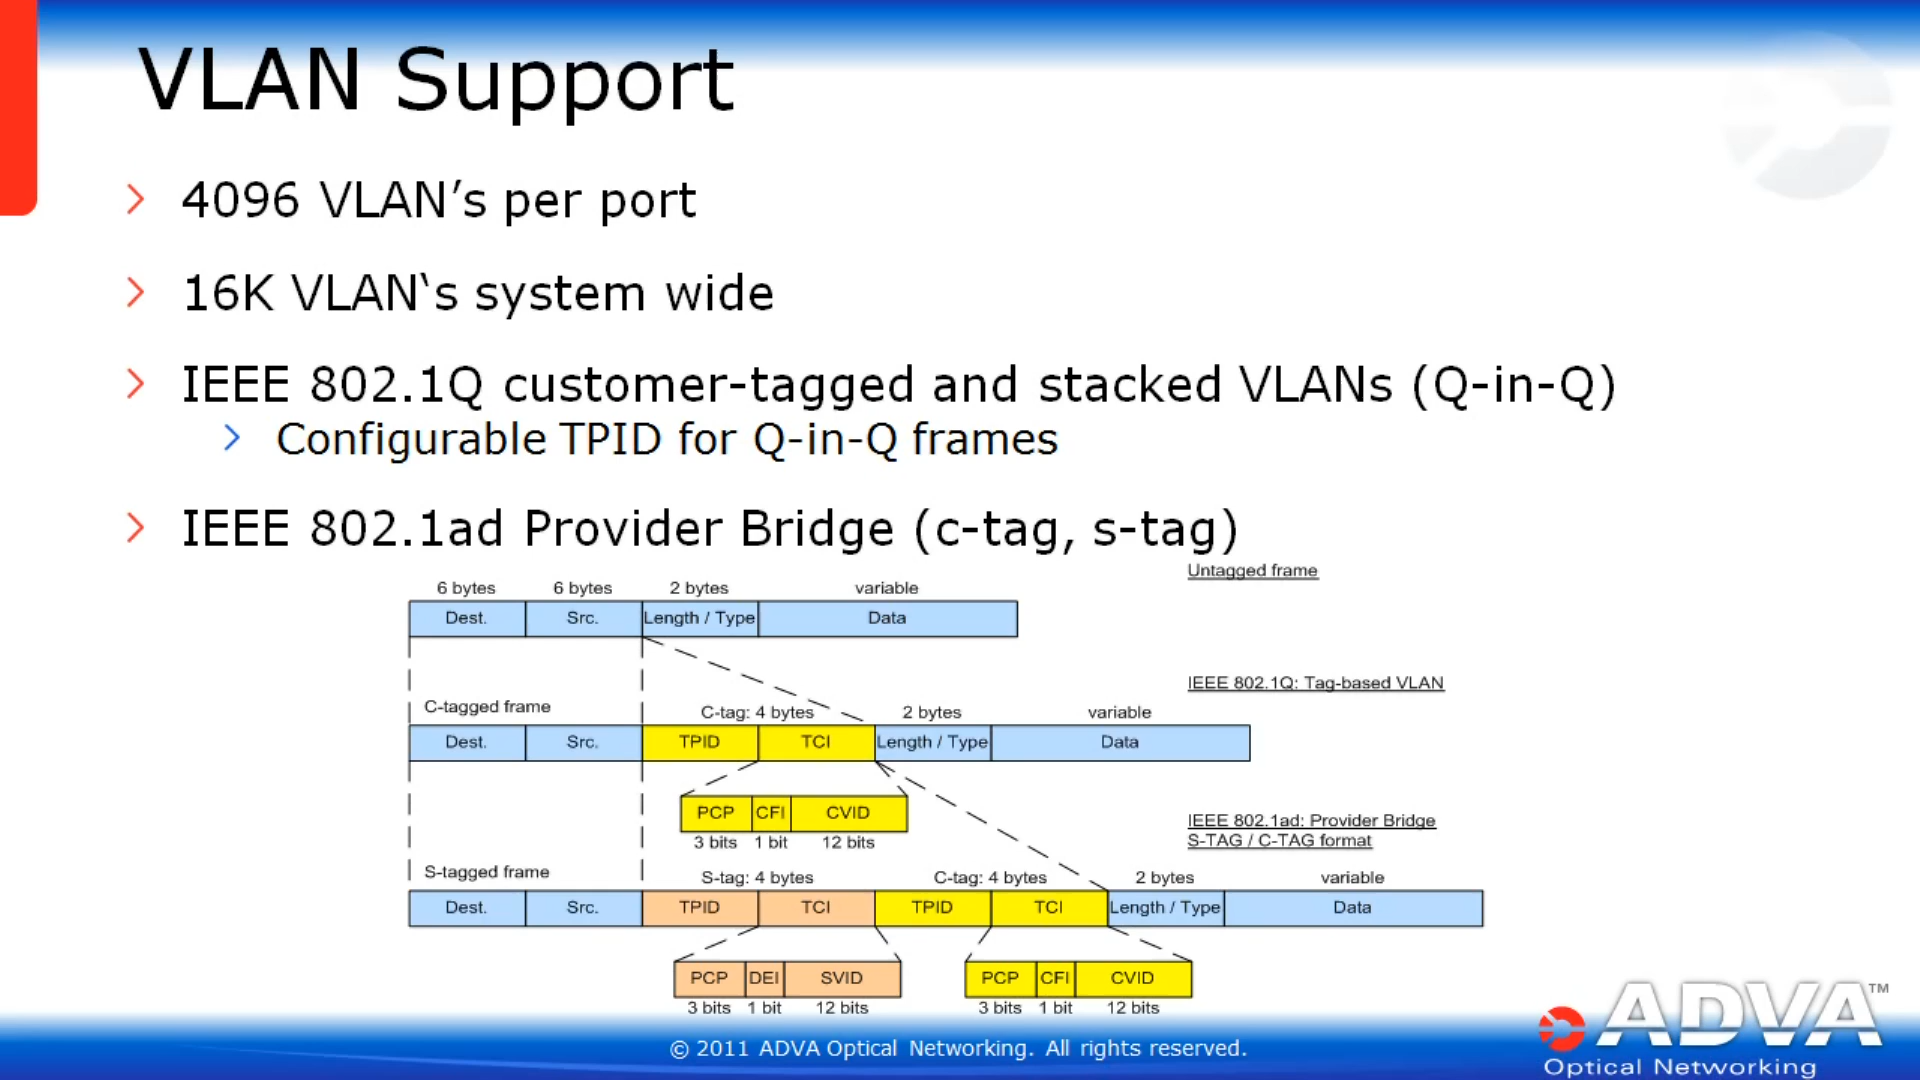 VLAN Support
4096 VLAN’s per port
16K VLAN‘s system wide
IEEE 802.1Q customer-tagged and stacked VLANs (Q-in-Q)
Configurable TPID for Q-in-Q frames
IEEE 802.1ad Provider Bridge (c-tag, s-tag)
Untagged frame
6 bytes 6 bytes 2 bytes variable
Dest. Src. Length / Type Data
IEEE 802.1Q: Tag-based VLAN
C-tagged frame C-tag: 4 bytes 2 bytes variable
Dest. Src. TPID TCI Length / Type Data
PCP CFI CVID
3 bits 1 bit 12 bits
IEEE 802.1ad: Provider Bridge
S-TAG / C-TAG format
S-tagged frame S-tag: 4 bytes C-tag: 4 bytes 2 bytes variable
Dest. Src. TPID TCI TPID TCI Length / Type Data
PCP DEI SVID PCP CFI CVID
3 bits 1 bit 12 bits 3 bits 1 bit 12 bits
© 2011 ADVA Optical Networking. All rights reserved.
ADVA™
Optical Networking